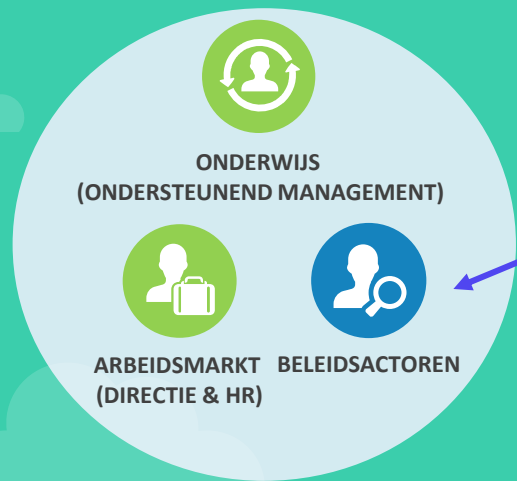 ONDERWIJS
(ONDERSTEUNEND MANAGEMENT)
ARBEIDSMARKT
(DIRECTIE & HR)
BELEIDSACTOREN